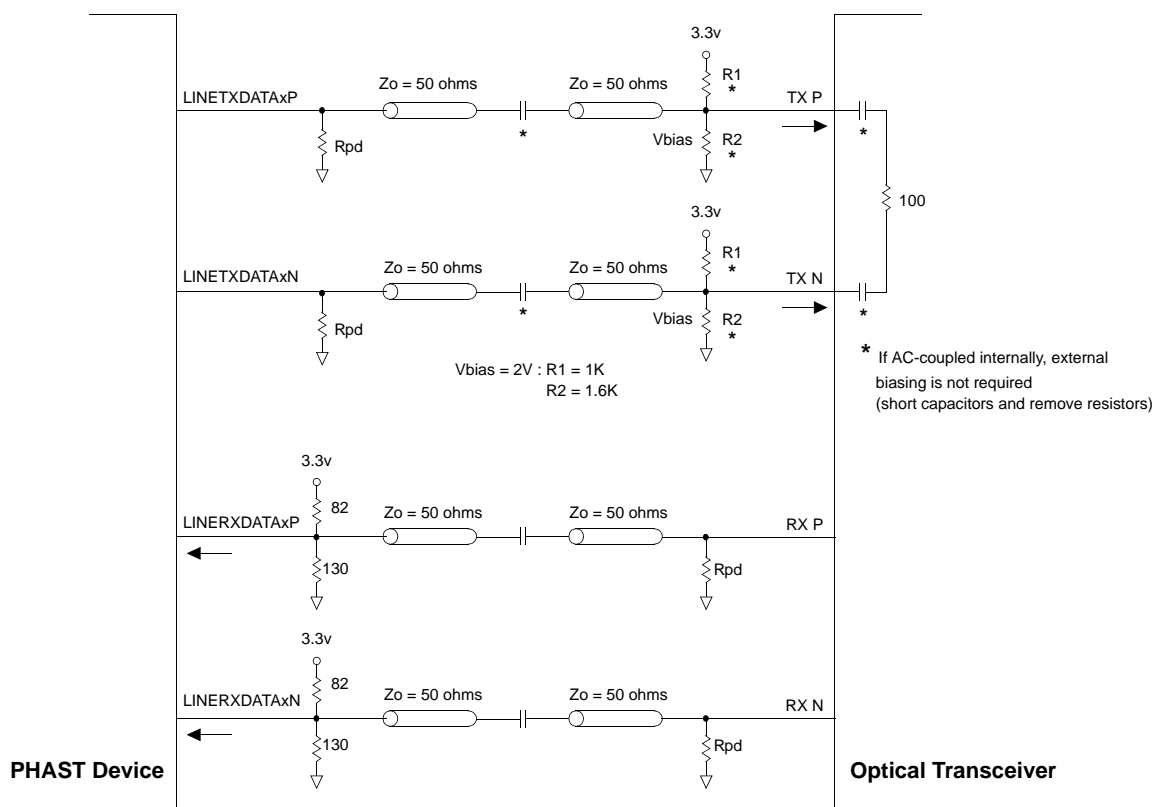 3.3v
R1
*
Zo = 50 ohms
Zo = 50 ohms
LINETXDATAxP
TX P
*
*
Rpd
Vbias
R2
*
100
3.3v
R1
*
Zo = 50 ohms
Zo = 50 ohms
LINETXDATAxN
TX N
*
*
Rpd
Vbias
R2
*
Vbias = 2V : R1 = 1K
R2 = 1.6K
* If AC-coupled internally, external
biasing is not required
(short capacitors and remove resistors)
3.3v
82
Zo = 50 ohms
Zo = 50 ohms
LINERXDATAxP
RX P
130
Rpd
3.3v
82
Zo = 50 ohms
Zo = 50 ohms
LINERXDATAxN
RX N
130
Rpd
PHAST Device
Optical Transceiver